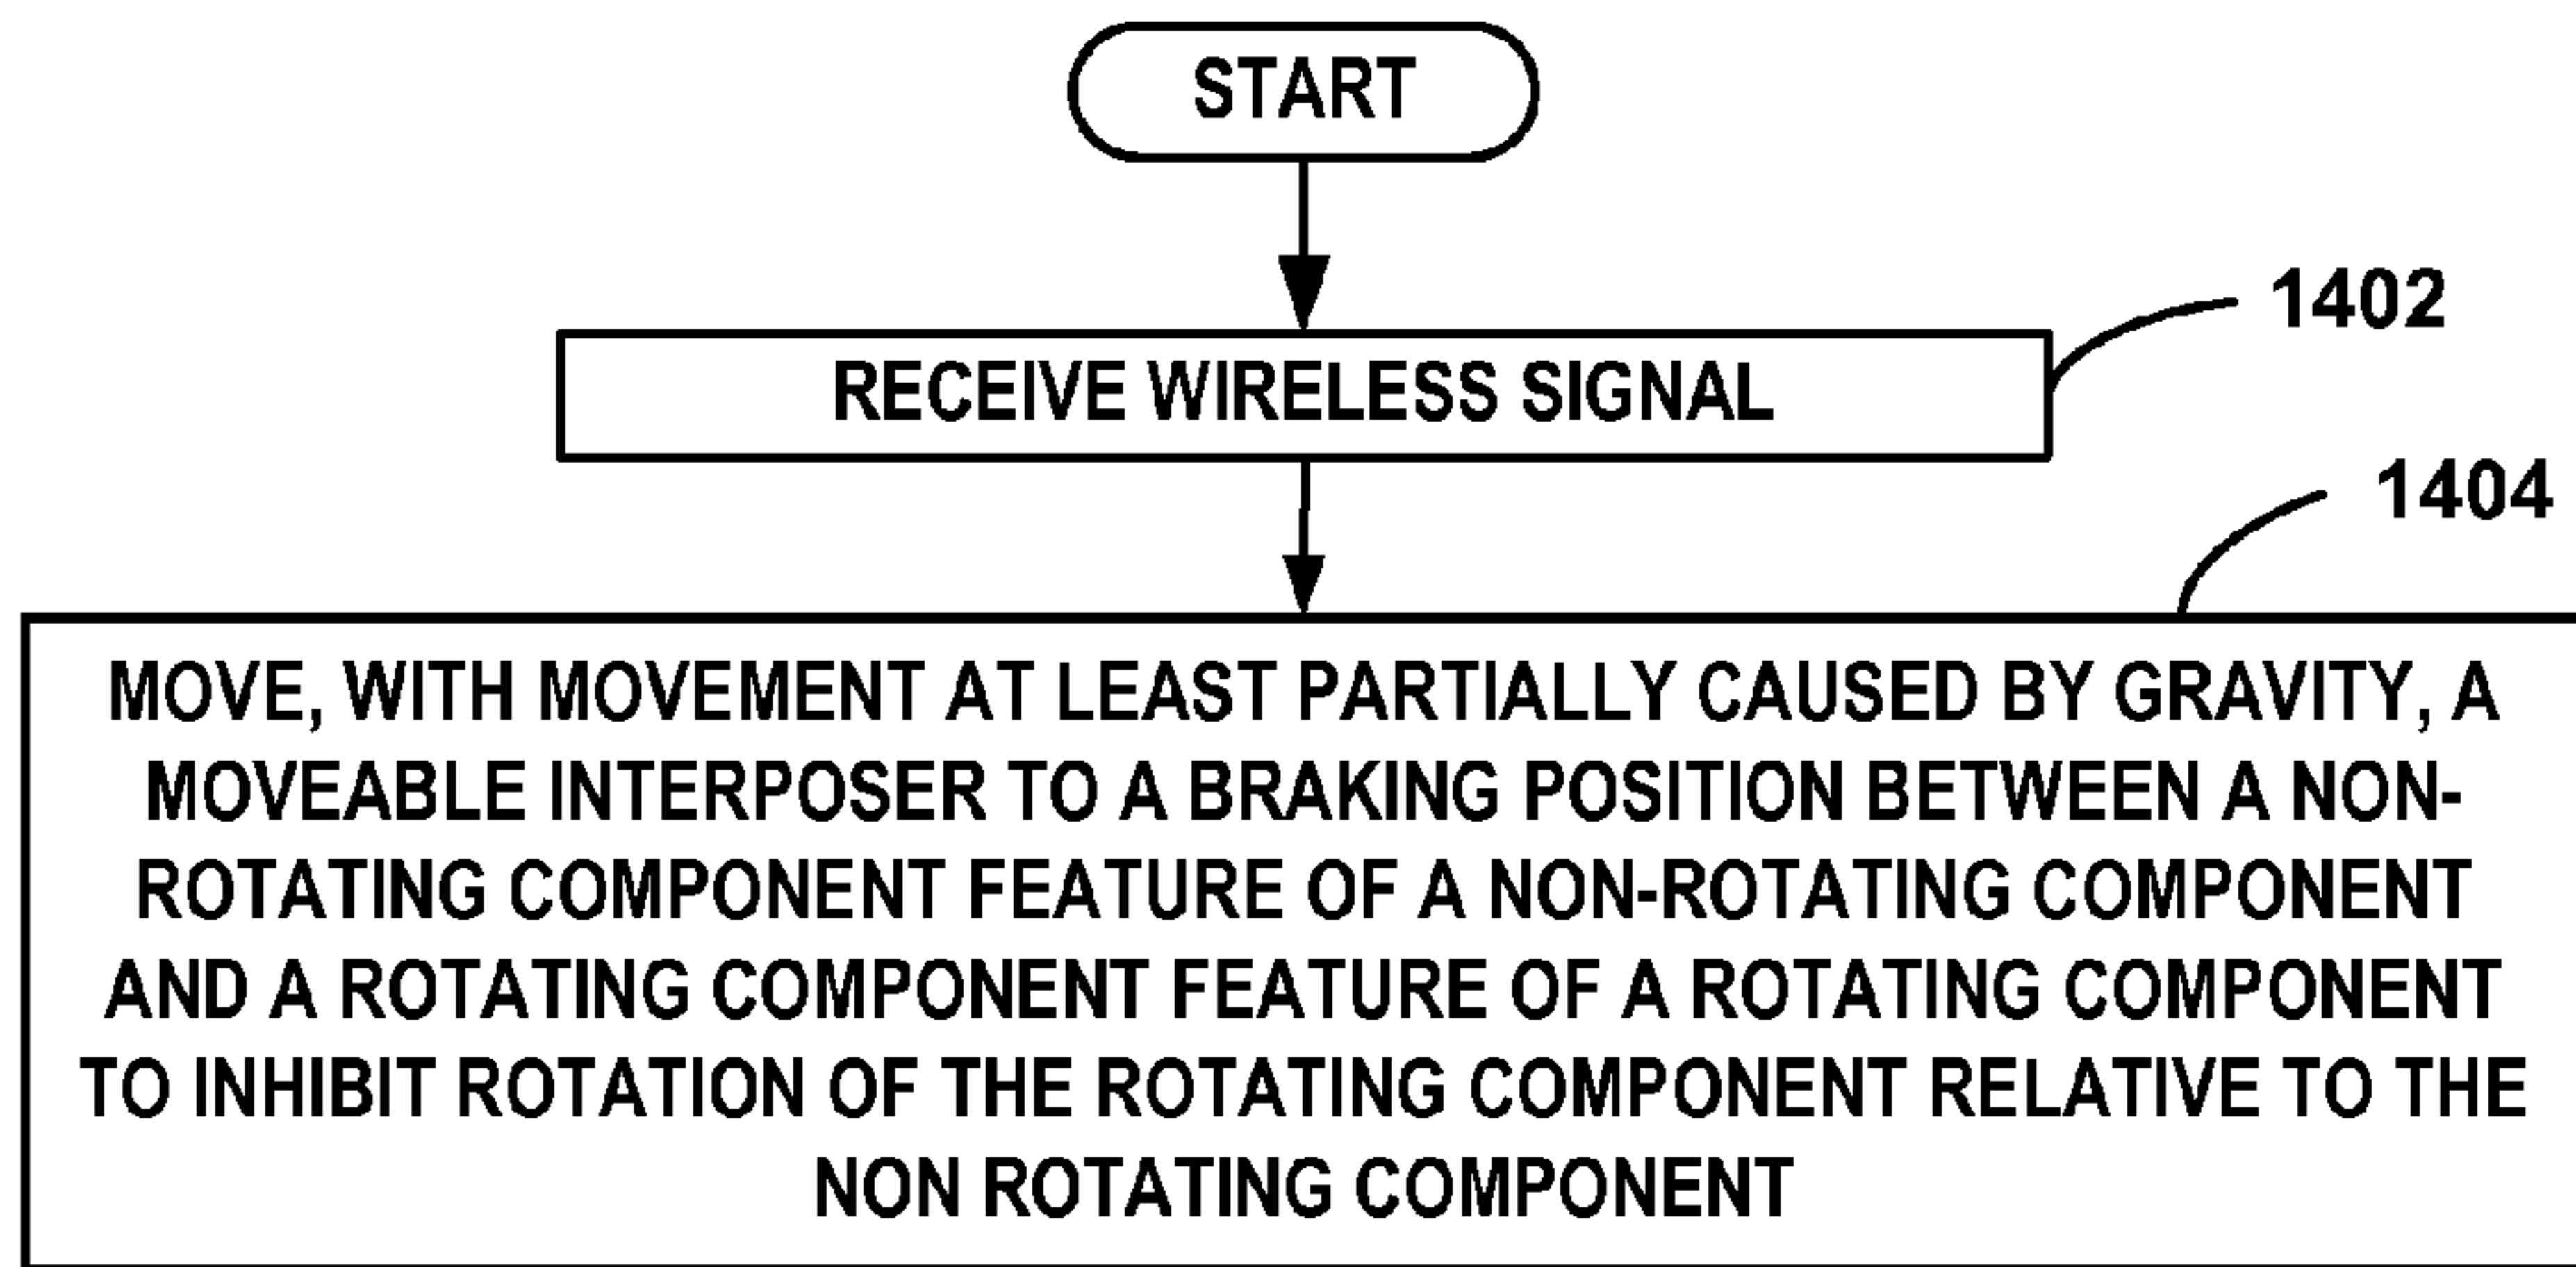 START
1402
RECEIVE WIRELESS SIGNAL
1404
MOVE, WITH MOVEMENT AT LEAST PARTIALLY CAUSED BY GRAVITY, A
MOVEABLE INTERPOSER TO A BRAKING POSITION BETWEEN A NON-
ROTATING COMPONENT FEATURE OF A NON-ROTATING COMPONENT
AND A ROTATING COMPONENT FEATURE OF A ROTATING COMPONENT
TO INHIBIT ROTATION OF THE ROTATING COMPONENT RELATIVE TO THE
NON ROTATING COMPONENT